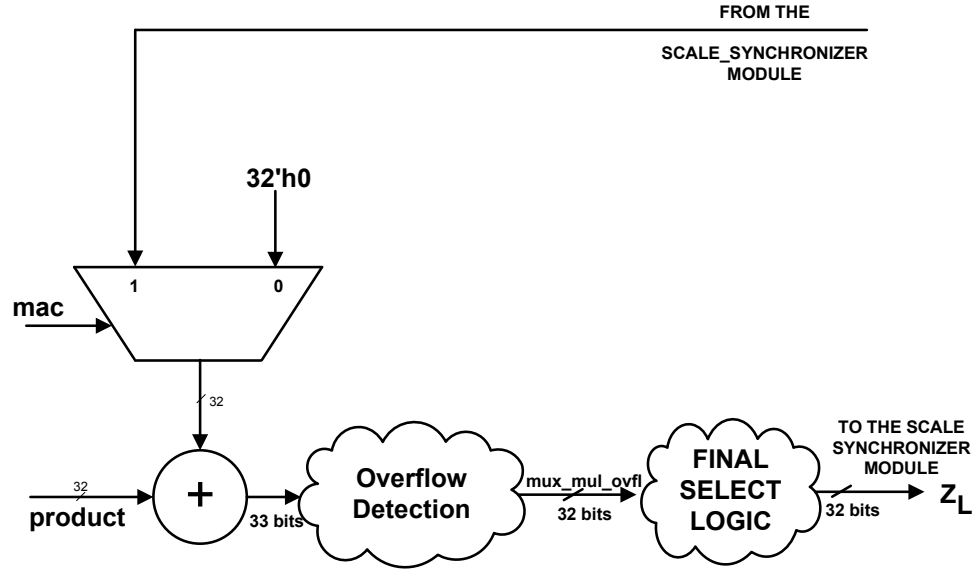 FROM THE
SCALE_SYNCHRONIZER
MODULE
32'h0
1
0
mac
32
TO THE SCALE
SYNCHRONIZER
MODULE
32
product
+
33 bits
Overflow
Detection
mux_mul_ovfl
32 bits
FINAL
SELECT
LOGIC
32 bits
ZL